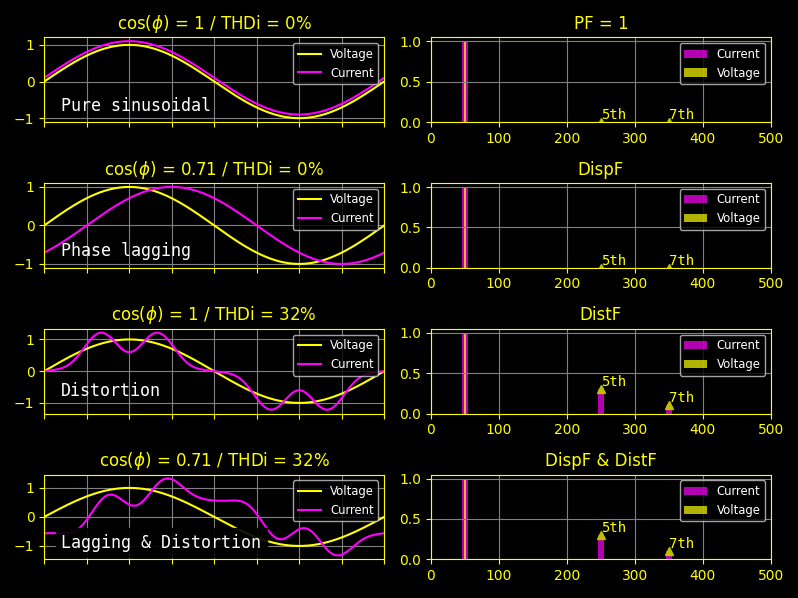 cos(ϕ) = 1 / THDi = 0%
1
0
−1
Voltage
Current
Pure sinusoidal
PF = 1
1.0
0.5
0.0
Current
Voltage
5th
7th
0 100 200 300 400 500
cos(ϕ) = 0.71 / THDi = 0%
1
0
−1
Voltage
Current
Phase lagging
DispF
1.0
0.5
0.0
Current
Voltage
5th
7th
0 100 200 300 400 500
cos(ϕ) = 1 / THDi = 32%
1
0
−1
Voltage
Current
Distortion
DistF
1.0
0.5
0.0
Current
Voltage
5th
7th
0 100 200 300 400 500
cos(ϕ) = 0.71 / THDi = 32%
1
0
−1
Voltage
Current
Lagging & Distortion
DispF & DistF
1.0
0.5
0.0
Current
Voltage
5th
7th
0 100 200 300 400 500